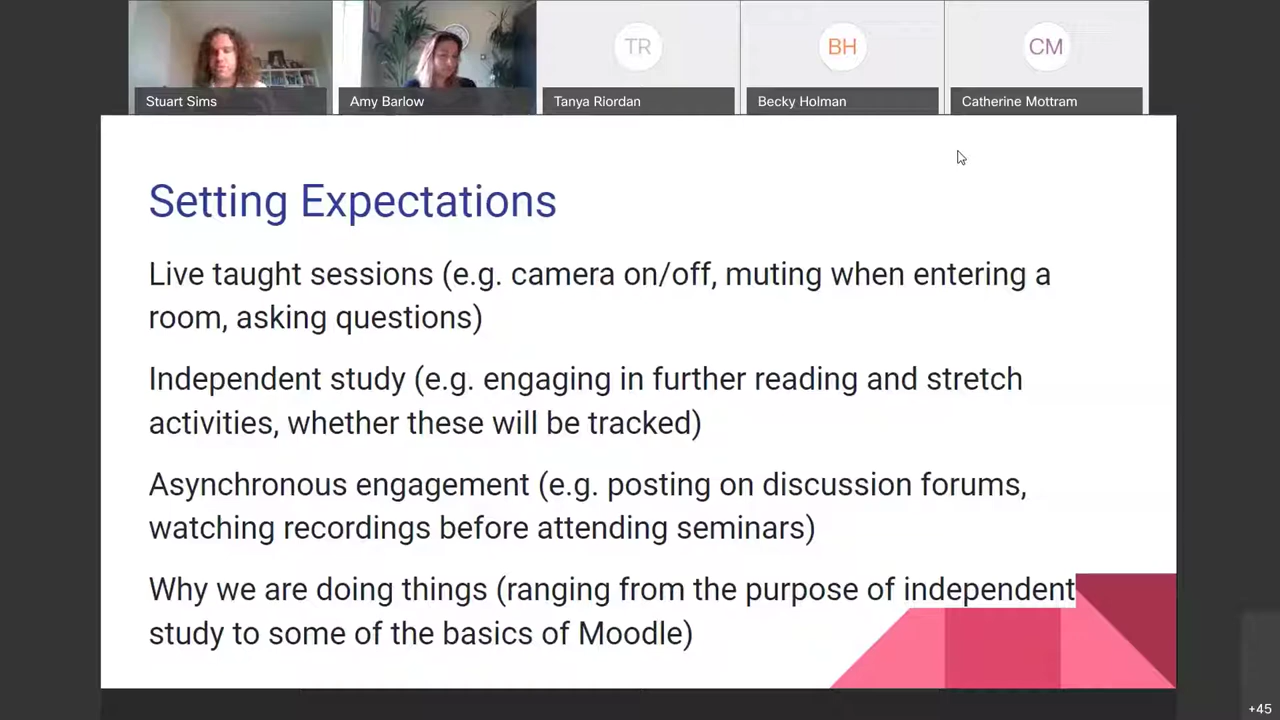 TR
BH
CM
Stuart Sims
Amy Barlow
Tanya Riordan
Becky Holman
Catherine Mottram
Setting Expectations
Live taught sessions (e.g. camera on/off, muting when entering a
room, asking questions)
Independent study (e.g. engaging in further reading and stretch
activities, whether these will be tracked)
Asynchronous engagement (e.g. posting on discussion forums,
watching recordings before attending seminars)
Why we are doing things (ranging from the purpose of independent
study to some of the basics of Moodle)
+45